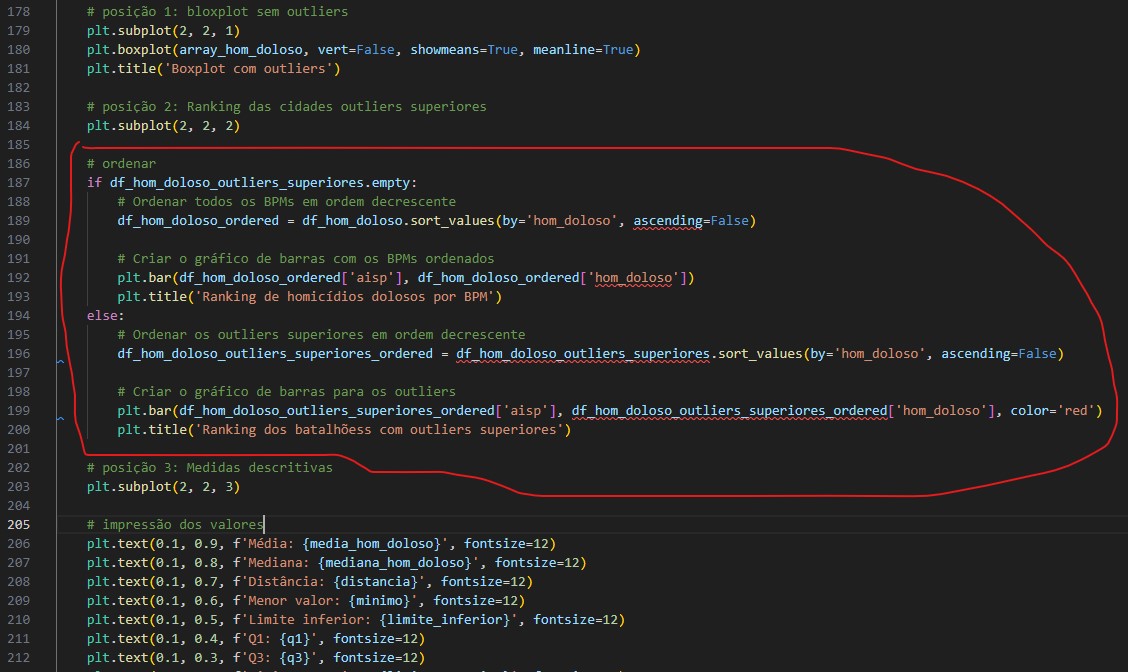 178 # posição 1: bloxplot sem outliers
179 plt.subplot(2, 2, 1)
180 plt.boxplot(array_hom_doloso, vert=False, showmeans=True, meanline=True)
181 plt.title('Boxplot com outliers')
182
183 # posição 2: Ranking das cidades outliers superiores
184 plt.subplot(2, 2, 2)
185
186 # ordenar
187 if df_hom_doloso_outliers_superiores.empty:
188     # Ordenar todos os BPMs em ordem decrescente
189     df_hom_doloso_ordered = df_hom_doloso.sort_values(by='hom_doloso', ascending=False)
190
191     # Criar o gráfico de barras com os BPMs ordenados
192     plt.bar(df_hom_doloso_ordered['aisp'], df_hom_doloso_ordered['hom_doloso'])
193     plt.title('Ranking de homicídios dolosos por BPM')
194 else:
195     # Ordenar os outliers superiores em ordem decrescente
196     df_hom_doloso_outliers_superiores_ordered = df_hom_doloso_outliers_superiores.sort_values(by='hom_doloso', ascending=False)
197
198     # Criar o gráfico de barras para os outliers
199     plt.bar(df_hom_doloso_outliers_superiores_ordered['aisp'], df_hom_doloso_outliers_superiores_ordered['hom_doloso'], color='red')
200     plt.title('Ranking dos batalhõess com outliers superiores')
201
202 # posição 3: Medidas descritivas
203 plt.subplot(2, 2, 3)
204
205 # impressão dos valores
206 plt.text(0.1, 0.9, f'Média: {media_hom_doloso}', fontsize=12)
207 plt.text(0.1, 0.8, f'Mediana: {mediana_hom_doloso}', fontsize=12)
208 plt.text(0.1, 0.7, f'Distância: {distancia}', fontsize=12)
209 plt.text(0.1, 0.6, f'Menor valor: {minimo}', fontsize=12)
210 plt.text(0.1, 0.5, f'Limite inferior: {limite_inferior}', fontsize=12)
211 plt.text(0.1, 0.4, f'Q1: {q1}', fontsize=12)
212 plt.text(0.1, 0.3, f'Q3: {q3}', fontsize=12)